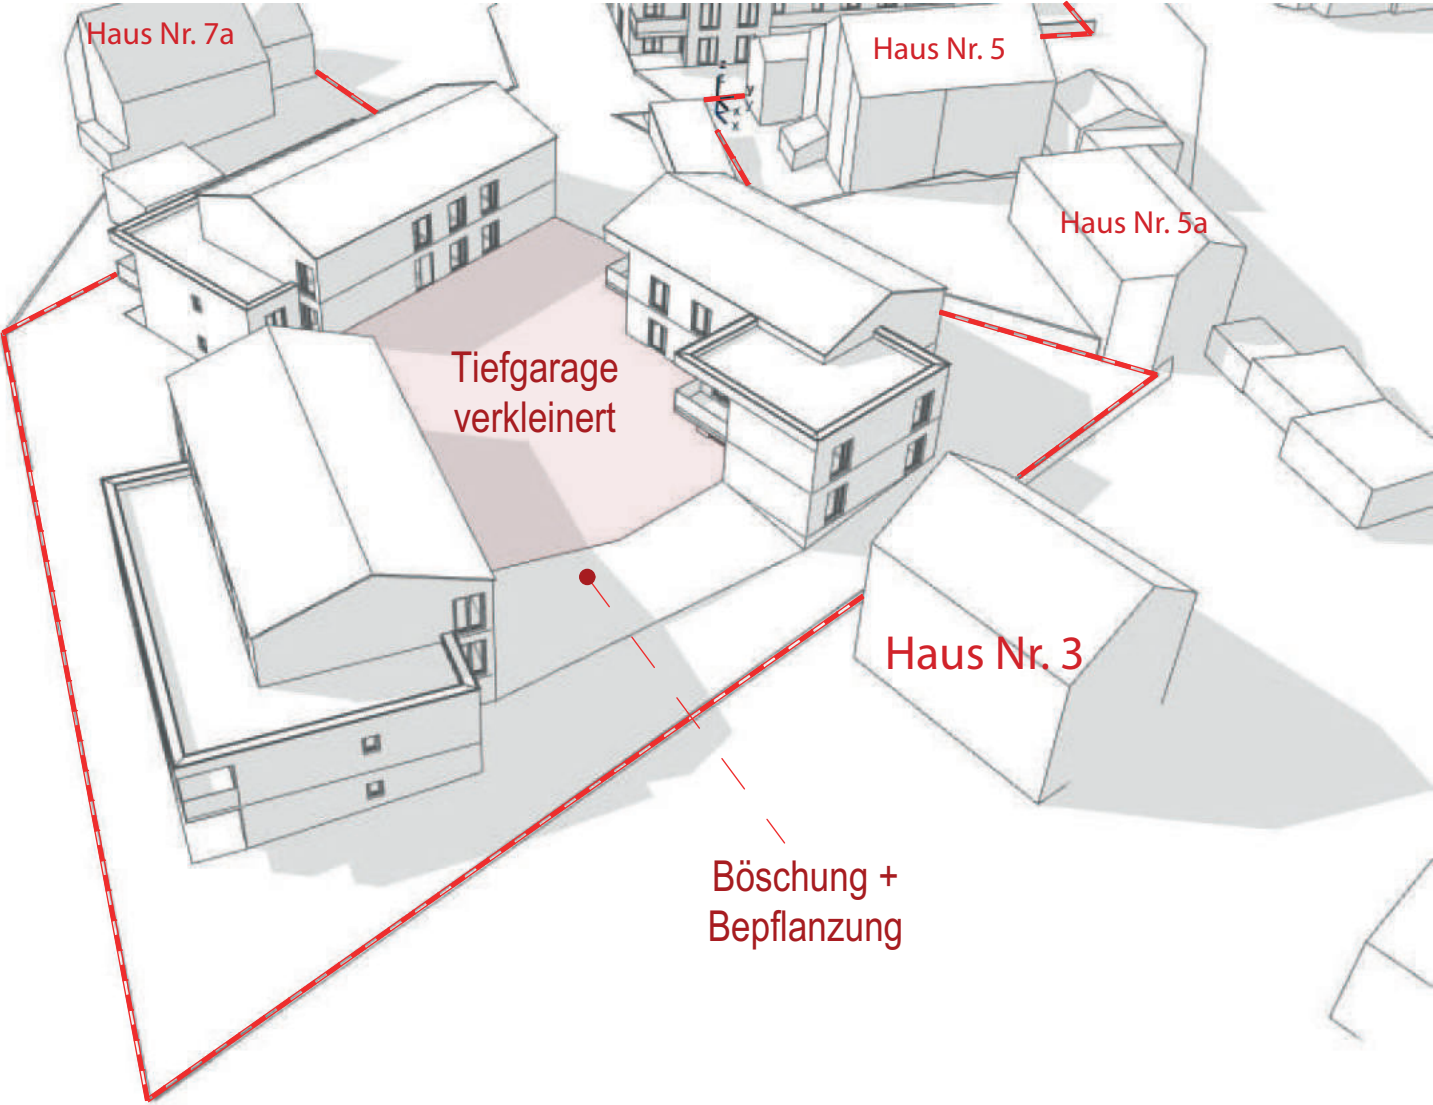 Haus Nr. 7a
Haus Nr. 5
z
y
x
x
Haus Nr. 5a
Tiefgarage
verkleinert
Haus Nr. 3
Böschung +
Bepflanzung